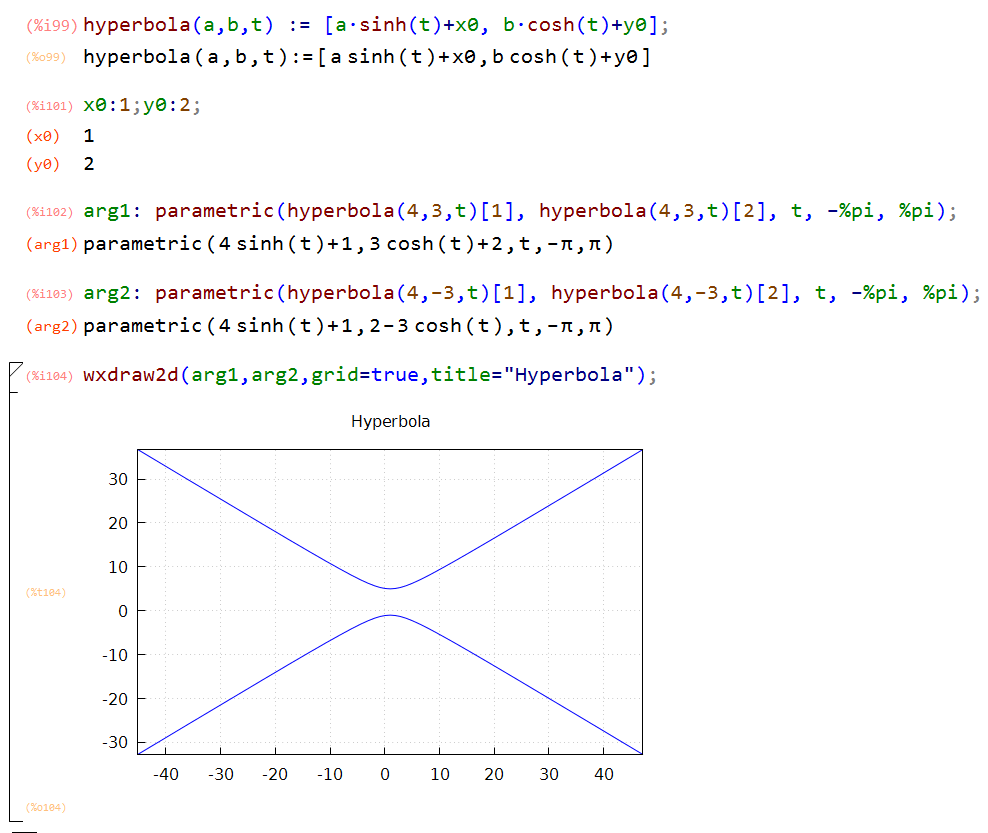 (%i99) hyperbola(a,b,t) := [a·sinh(t)+x0, b·cosh(t)+y0];
(%o99) hyperbola(a,b,t):=[a sinh(t)+x0,b cosh(t)+y0]
(%i101) x0:1;y0:2;
(x0) 1
(y0) 2
(%i102) arg1: parametric(hyperbola(4,3,t)[1], hyperbola(4,3,t)[2], t, -%pi, %pi);
(arg1) parametric(4 sinh(t)+1,3 cosh(t)+2,t,-π,π)
(%i103) arg2: parametric(hyperbola(4,-3,t)[1], hyperbola(4,-3,t)[2], t, -%pi, %pi);
(arg2) parametric(4 sinh(t)+1,2-3 cosh(t),t,-π,π)
(%i104) wxdraw2d(arg1,arg2,grid=true,title="Hyperbola");
Hyperbola
30
20
10
(%t104) 0
-10
-20
-30
-40 -30 -20 -10 0 10 20 30 40
(%o104)